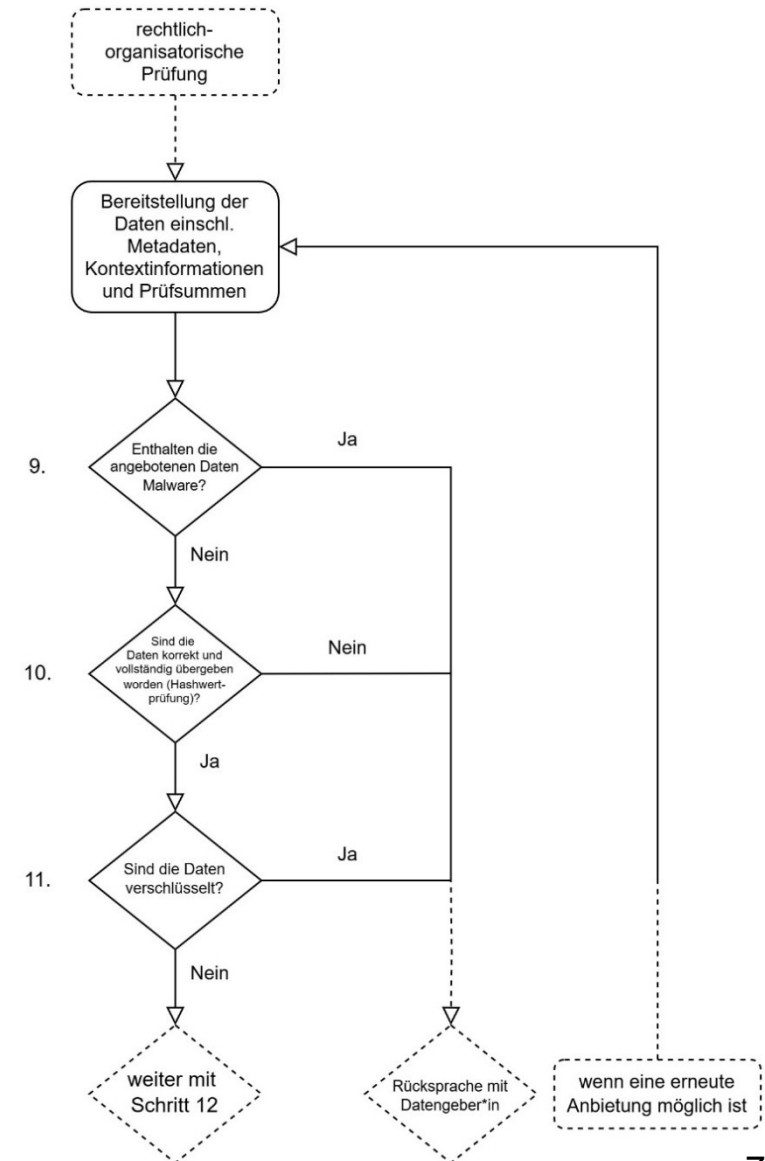 rechtlich-
organisatorische
Prüfung
Bereitstellung der
Daten einschl.
Metadaten,
Kontextinformationen
und Prüfsummen
9.
Enthalten die
angebotenen Daten
Malware?
Ja
Nein
10.
Sind die
Daten korrekt und
vollständig übergeben
worden (Hashwert-
prüfung)?
Nein
Ja
11.
Sind die Daten
verschlüsselt?
Ja
Nein
weiter mit
Schritt 12
Rücksprache mit
Datengeber*in
wenn eine erneute
Anbietung möglich ist